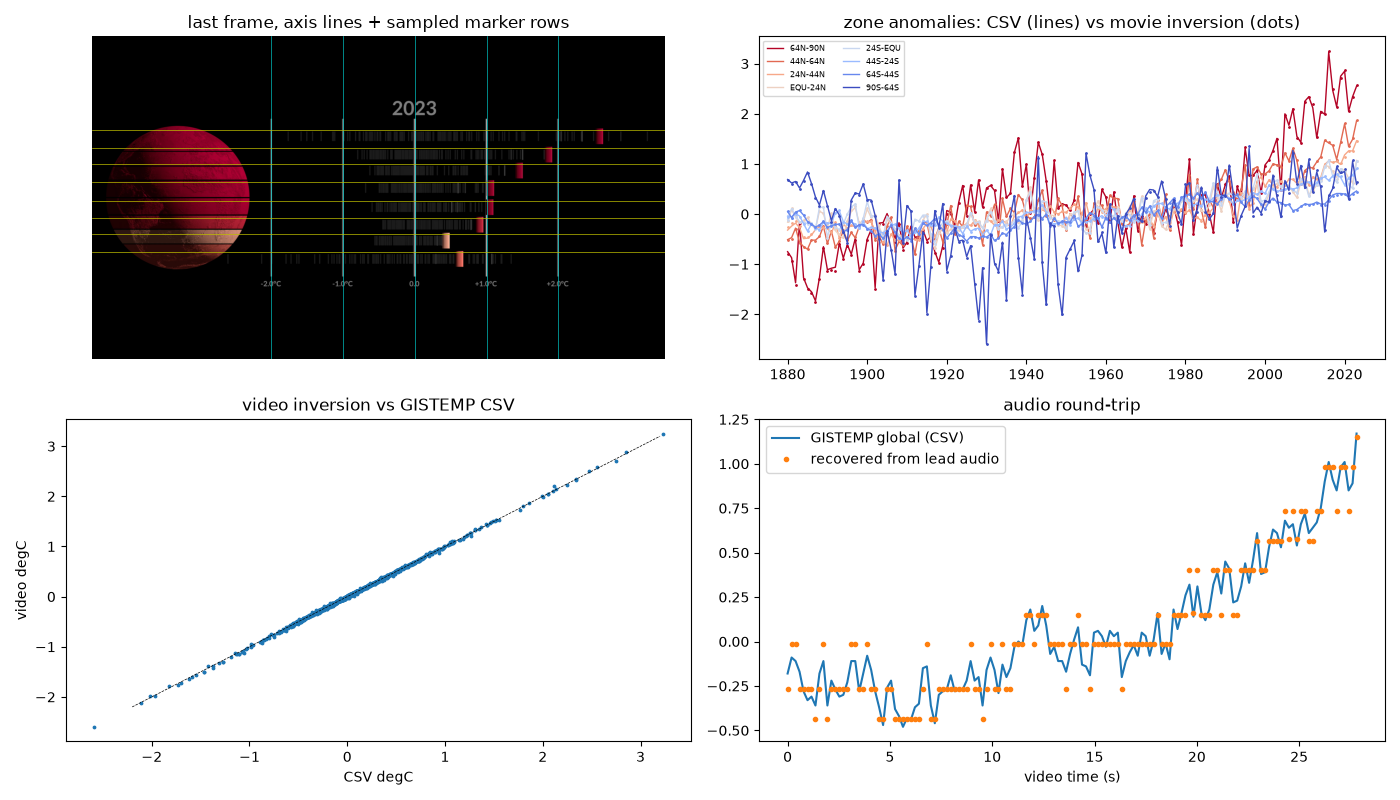 last frame, axis lines + sampled marker rows
2023
-2.0°C -1.0°C 0.0 +1.0°C +2.0°C
zone anomalies: CSV (lines) vs movie inversion (dots)
64N-90N
44N-64N
24N-44N
EQU-24N
24S-EQU
44S-24S
64S-44S
90S-64S
3
2
1
0
−1
−2
1880 1900 1920 1940 1960 1980 2000 2020
video inversion vs GISTEMP CSV
video degC
3
2
1
0
−1
−2
−2 −1 0 1 2 3
CSV degC
audio round-trip
GISTEMP global (CSV)
recovered from lead audio
1.25
1.00
0.75
0.50
0.25
0.00
−0.25
−0.50
0 5 10 15 20 25
video time (s)